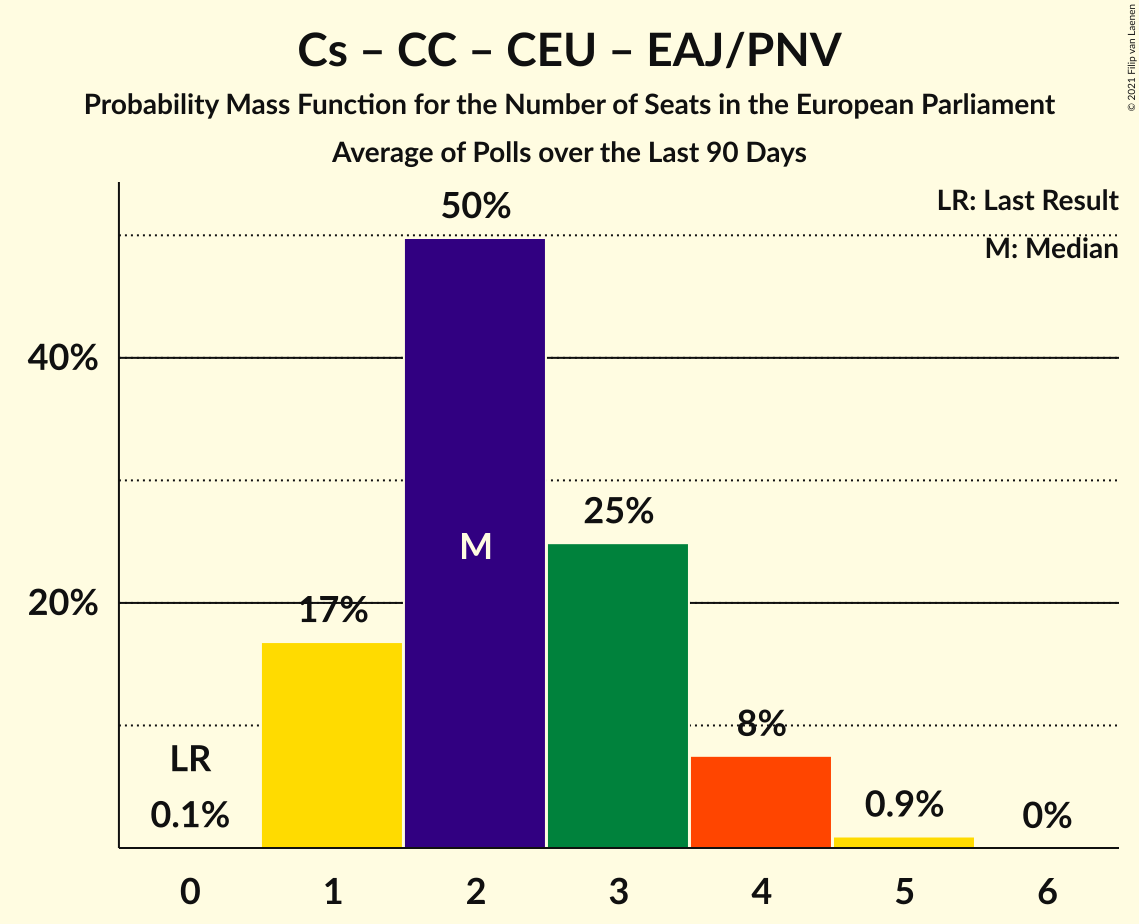 Cs – CC – CEU – EAJ/PNV
Probability Mass Function for the Number of Seats in the European Parliament
Average of Polls over the Last 90 Days
© 2021 Filip van Laenen
LR: Last Result
M: Median
50%
40%
25%
M
20%
17%
8%
LR
0.1%
0.9%
0%
0 1 2 3 4 5 6